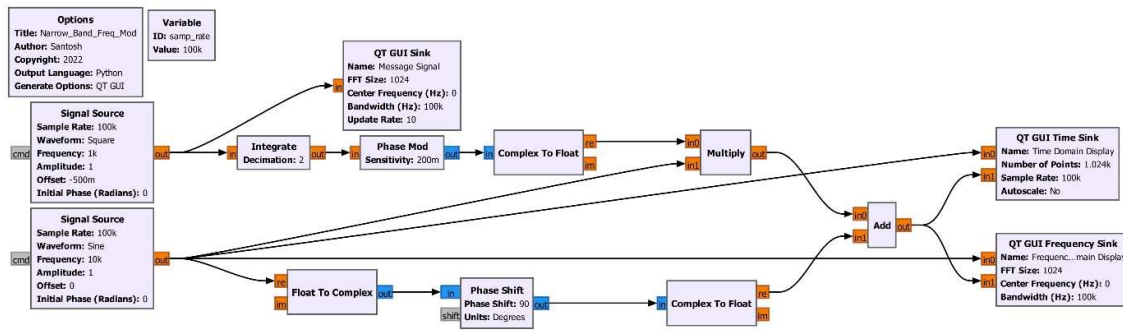 Options
Title: Narrow_Band_Freq_Mod
Author: Santosh
Copyright: 2022
Output Language: Python
Generate Options: QT GUI
Variable
ID: samp_rate
Value: 100k
QT GUI Sink
Name: Message Signal
FFT Size: 1024
Center Frequency (Hz): 0
Bandwidth (Hz): 100k
Update Rate: 10
in
Signal Source
Sample Rate: 100k
Waveform: Square
Frequency: 1k
Amplitude: 1
Offset: -500m
Initial Phase (Radians): 0
cmd
out
in
Integrate
Decimation: 2
out
in
Phase Mod
Sensitivity: 200m
out
in
Complex To Float
re
im
in0
in1
Multiply
out
in0
in1
QT GUI Time Sink
Name: Time Domain Display
Number of Points: 1.024k
Sample Rate: 100k
Autoscale: No
in0
in1
Add
out
Signal Source
Sample Rate: 100k
Waveform: Sine
Frequency: 10k
Amplitude: 1
Offset: 0
Initial Phase (Radians): 0
cmd
out
in0
in1
QT GUI Frequency Sink
Name: Frequenc...main Display
FFT Size: 1024
Center Frequency (Hz): 0
Bandwidth (Hz): 100k
re
im
Float To Complex
out
in
shift
Phase Shift
Phase Shift: 90
Units: Degrees
out
in
Complex To Float
re
im